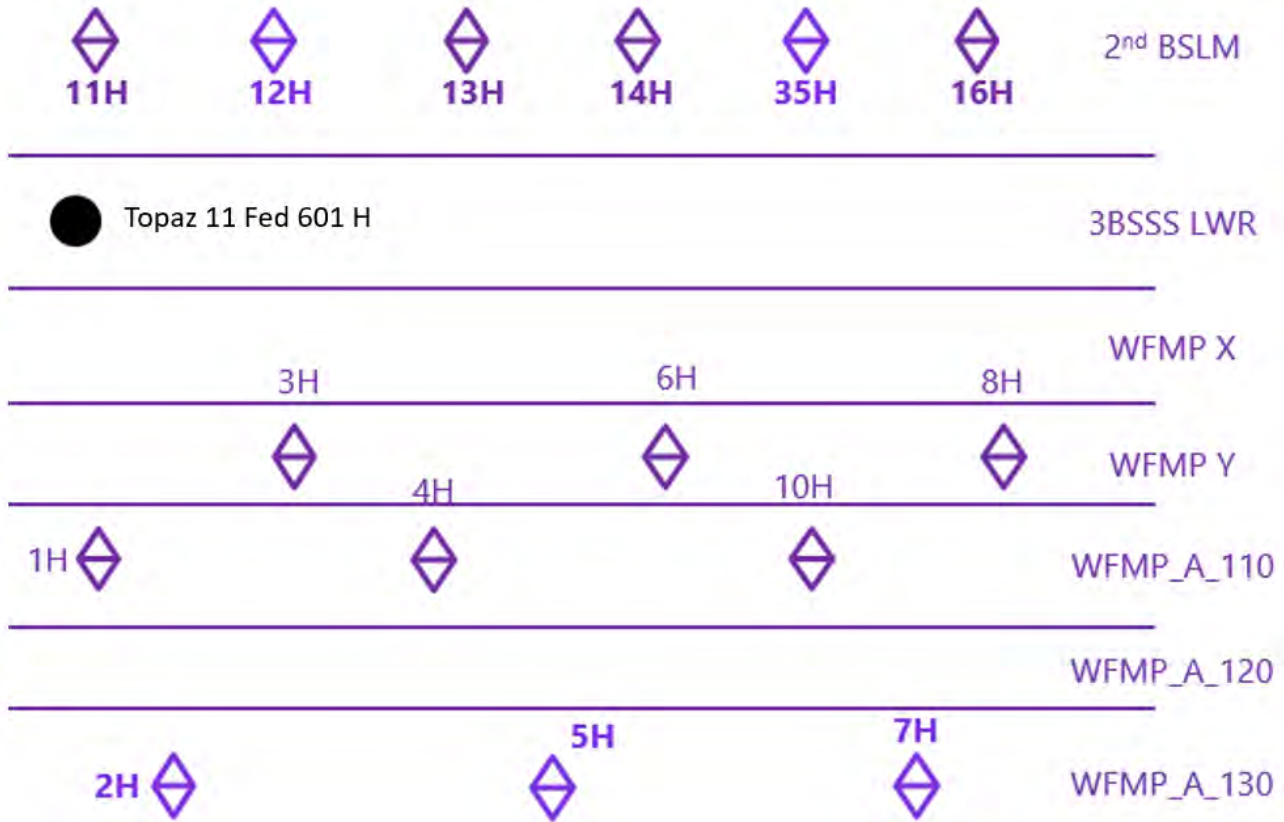 2nd BSLM
11H 12H 13H 14H 35H 16H
Topaz 11 Fed 601 H 3BSSS LWR
WFMP X
3H 6H 8H
WFMP Y
4H 10H
1H WFMP_A_110
WFMP_A_120
5H 7H
2H WFMP_A_130